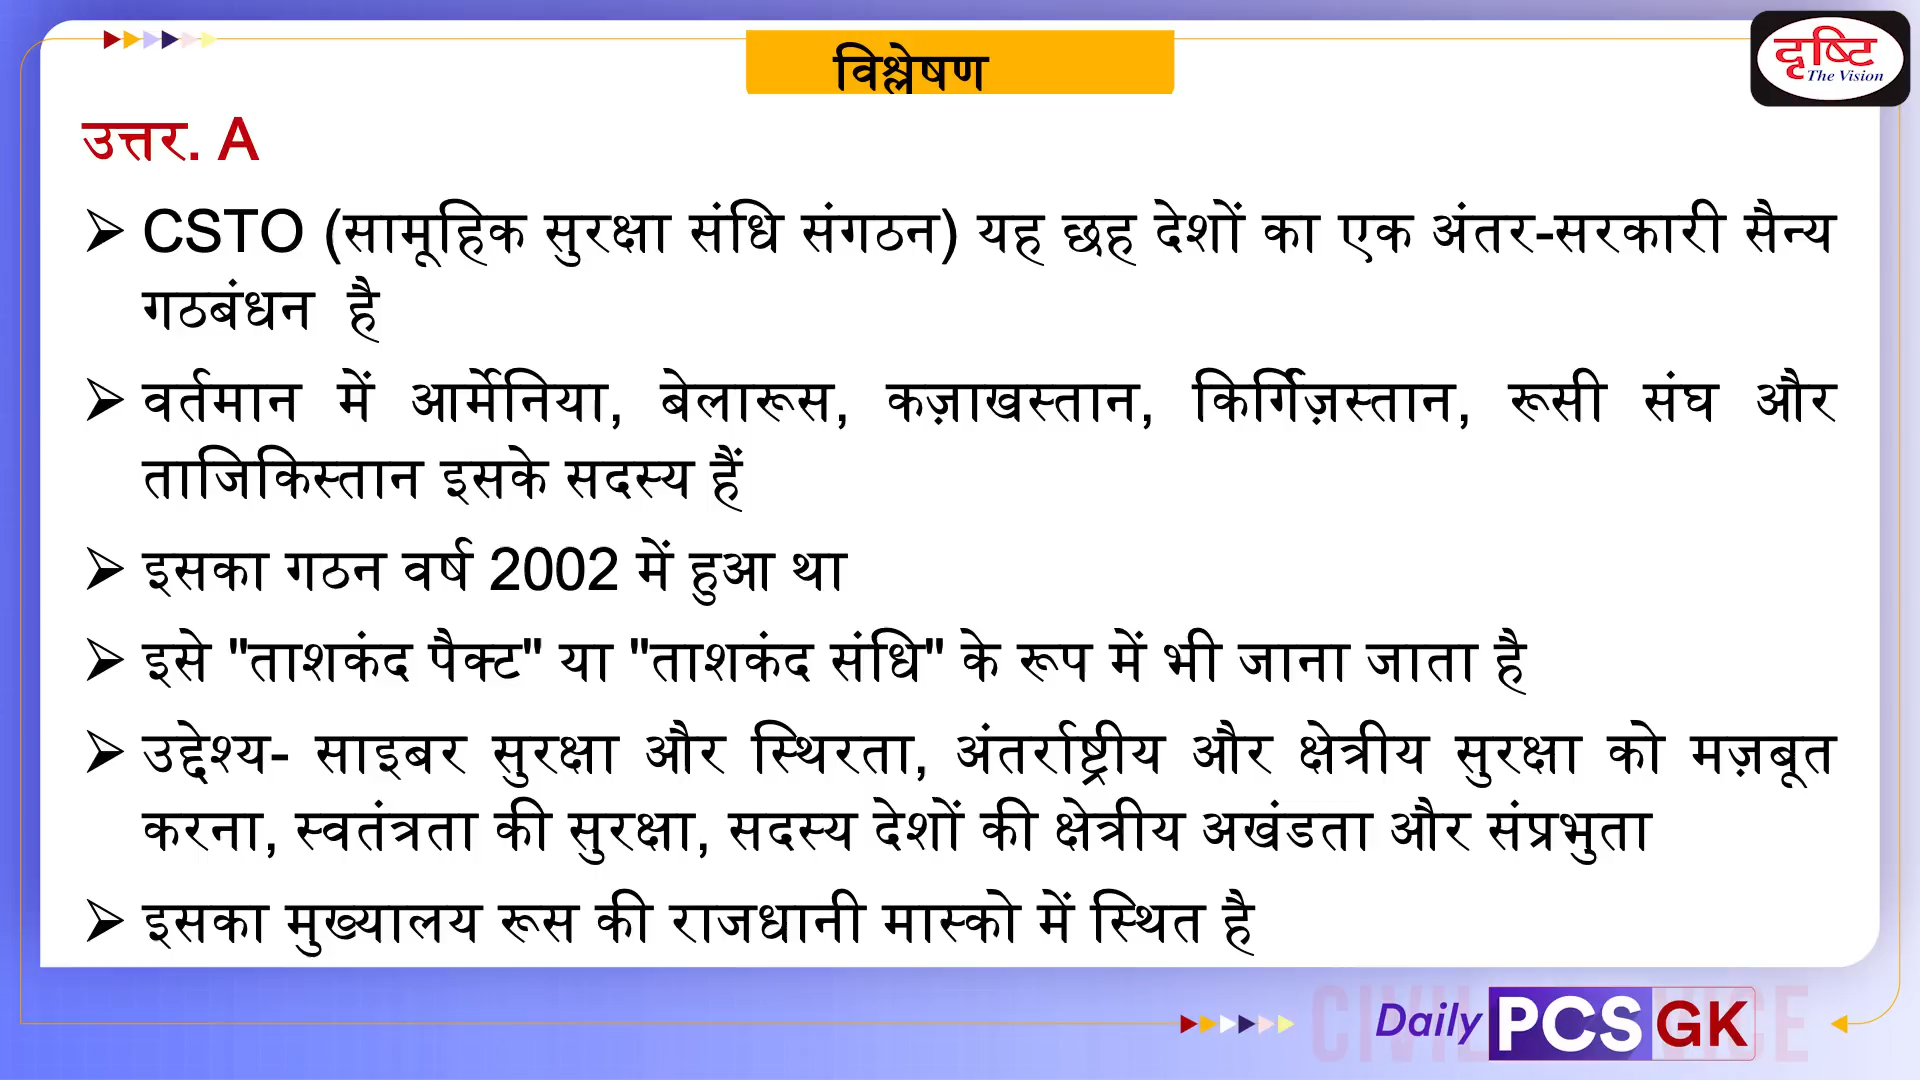 विश्लेषण
दृष्टि
The Vision
उत्तर. A
CSTO (सामूहिक सुरक्षा संधि संगठन) यह छह देशों का एक अंतर-सरकारी सैन्य
गठबंधन है
वर्तमान में आर्मेनिया, बेलारूस, कज़ाखस्तान, किर्गिज़स्तान, रूसी संघ और
ताजिकिस्तान इसके सदस्य हैं
इसका गठन वर्ष 2002 में हुआ था
इसे "ताशकंद पैक्ट" या "ताशकंद संधि" के रूप में भी जाना जाता है
उद्देश्य- साइबर सुरक्षा और स्थिरता, अंतर्राष्ट्रीय और क्षेत्रीय सुरक्षा को मज़बूत
करना, स्वतंत्रता की सुरक्षा, सदस्य देशों की क्षेत्रीय अखंडता और संप्रभुता
इसका मुख्यालय रूस की राजधानी मास्को में स्थित है
Daily PCS GK